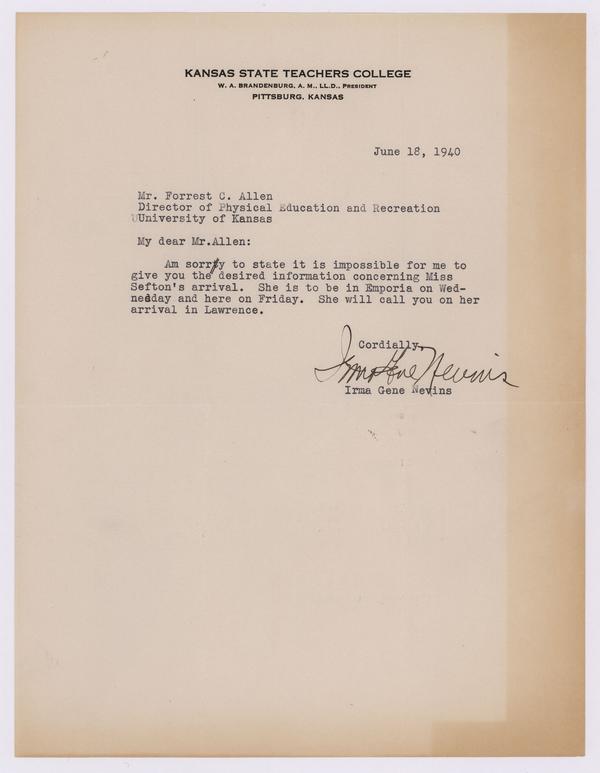 KANSAS STATE TEACHERS COLLEGE
W. A. BRANDENBURG, A. M., LL.D., PRESIDENT
PITTSBURG, KANSAS
June 18, 1940
Mr. Forrest C. Allen
Director of Physical Education and Recreation
UUniversity of Kansas
My dear Mr.Allen:
Am sorry to state it is impossible for me to
give you the desired information concerning Miss
Sefton's arrival. She is to be in Emporia on Wed-
nesday and here on Friday. She will call you on her
arrival in Lawrence.
Cordially,
Irma Gene Nevins
Irma Gene Nevins